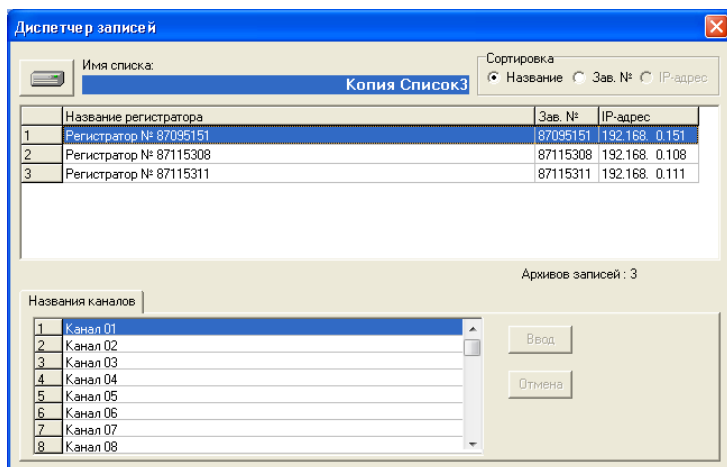 Диспетчер записей
Имя списка:
Копия Список3
Сортировка
Название Зав. № IP-адрес
Название регистратора Зав. № IP-адрес
1 Регистратор № 87095151 87095151 192.168. 0.151
2 Регистратор № 87115308 87115308 192.168. 0.108
3 Регистратор № 87115311 87115311 192.168. 0.111
Архивов записей : 3
Названия каналов
1 Канал 01
2 Канал 02
3 Канал 03
4 Канал 04
5 Канал 05
6 Канал 06
7 Канал 07
8 Канал 08
Ввод
Отмена